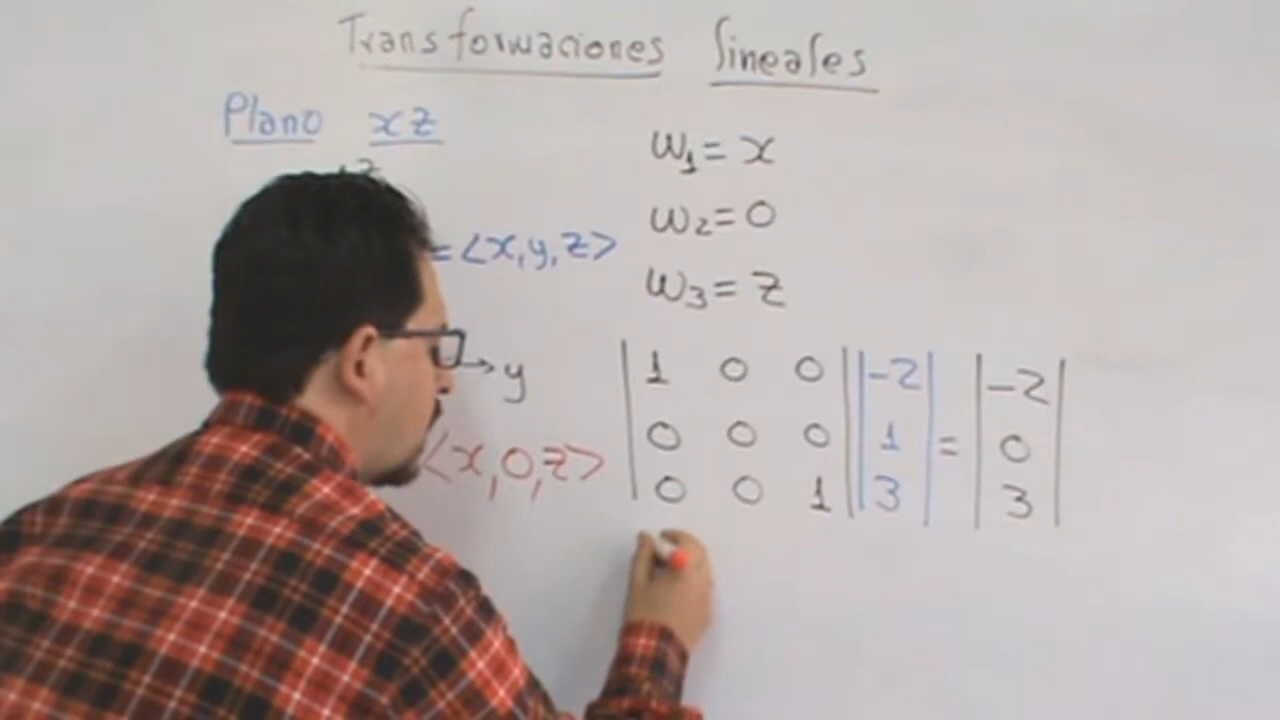 Transformaciones lineales
Plano xz
z
= <x, y, z>
y
<x, 0, z>
w₁ = x
w₂ = 0
w₃ = z
|1 0 0| |-2| = |-2|
|0 0 0| |1| |0|
|0 0 1| |3| |3|